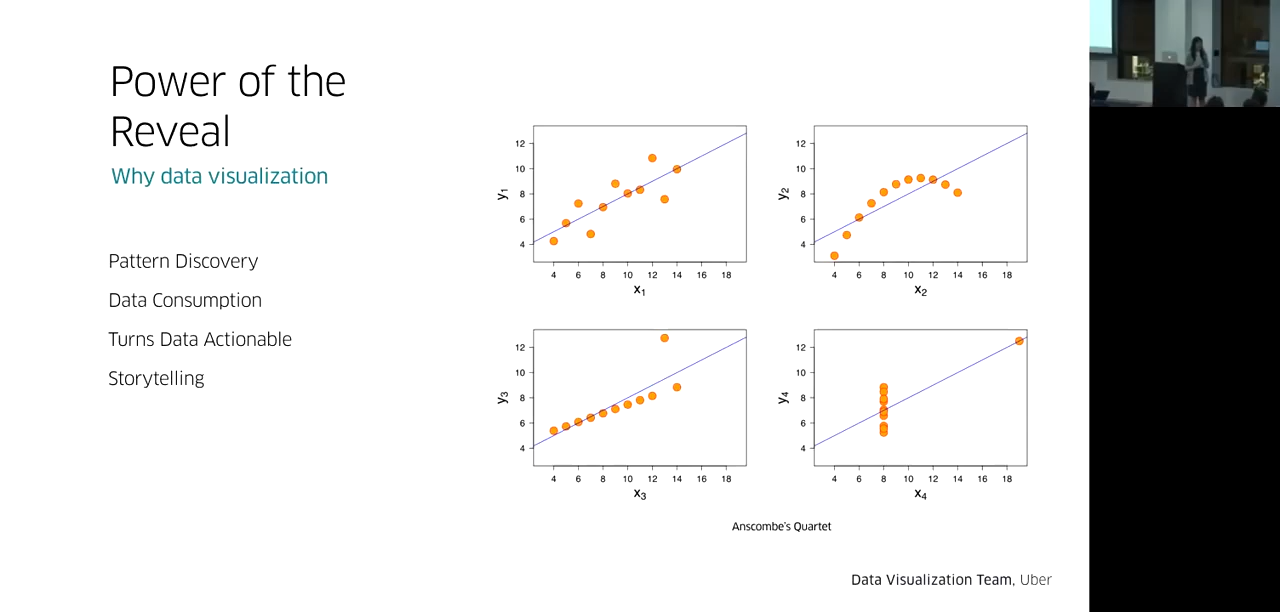 Power of the
Reveal
Why data visualization
Pattern Discovery
Data Consumption
Turns Data Actionable
Storytelling
12
10
8
6
4
y1
4 6 8 10 12 14 16 18
x1
12
10
8
6
4
y2
4 6 8 10 12 14 16 18
x2
12
10
8
6
4
y3
4 6 8 10 12 14 16 18
x3
12
10
8
6
4
y4
4 6 8 10 12 14 16 18
x4
Anscombe's Quartet
Data Visualization Team, Uber